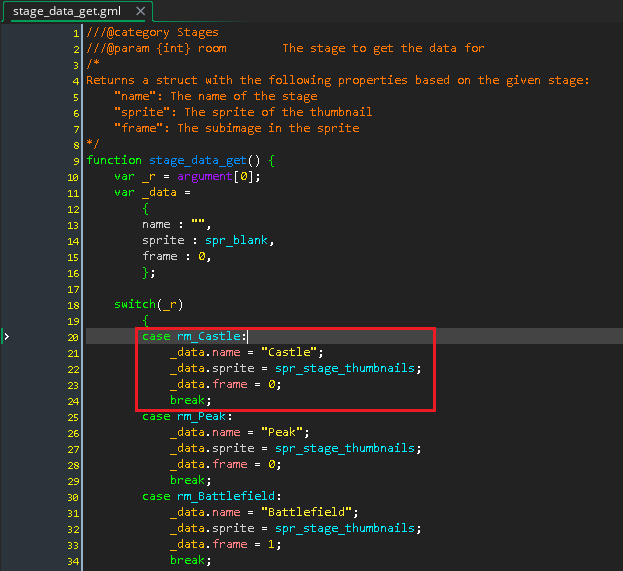 stage_data_get.gml ×
1 ///@category Stages
2 ///@param {int} room        The stage to get the data for
3 /*
4 Returns a struct with the following properties based on the given stage:
5     "name": The name of the stage
6     "sprite": The sprite of the thumbnail
7     "frame": The subimage in the sprite
8 */
9 function stage_data_get() {
10     var _r = argument[0];
11     var _data =
12         {
13         name : "",
14         sprite : spr_blank,
15         frame : 0,
16         };
17
18     switch(_r)
19         {
20         case rm_Castle:
21             _data.name = "Castle";
22             _data.sprite = spr_stage_thumbnails;
23             _data.frame = 0;
24             break;
25         case rm_Peak:
26             _data.name = "Peak";
27             _data.sprite = spr_stage_thumbnails;
28             _data.frame = 0;
29             break;
30         case rm_Battlefield:
31             _data.name = "Battlefield";
32             _data.sprite = spr_stage_thumbnails;
33             _data.frame = 1;
34             break;